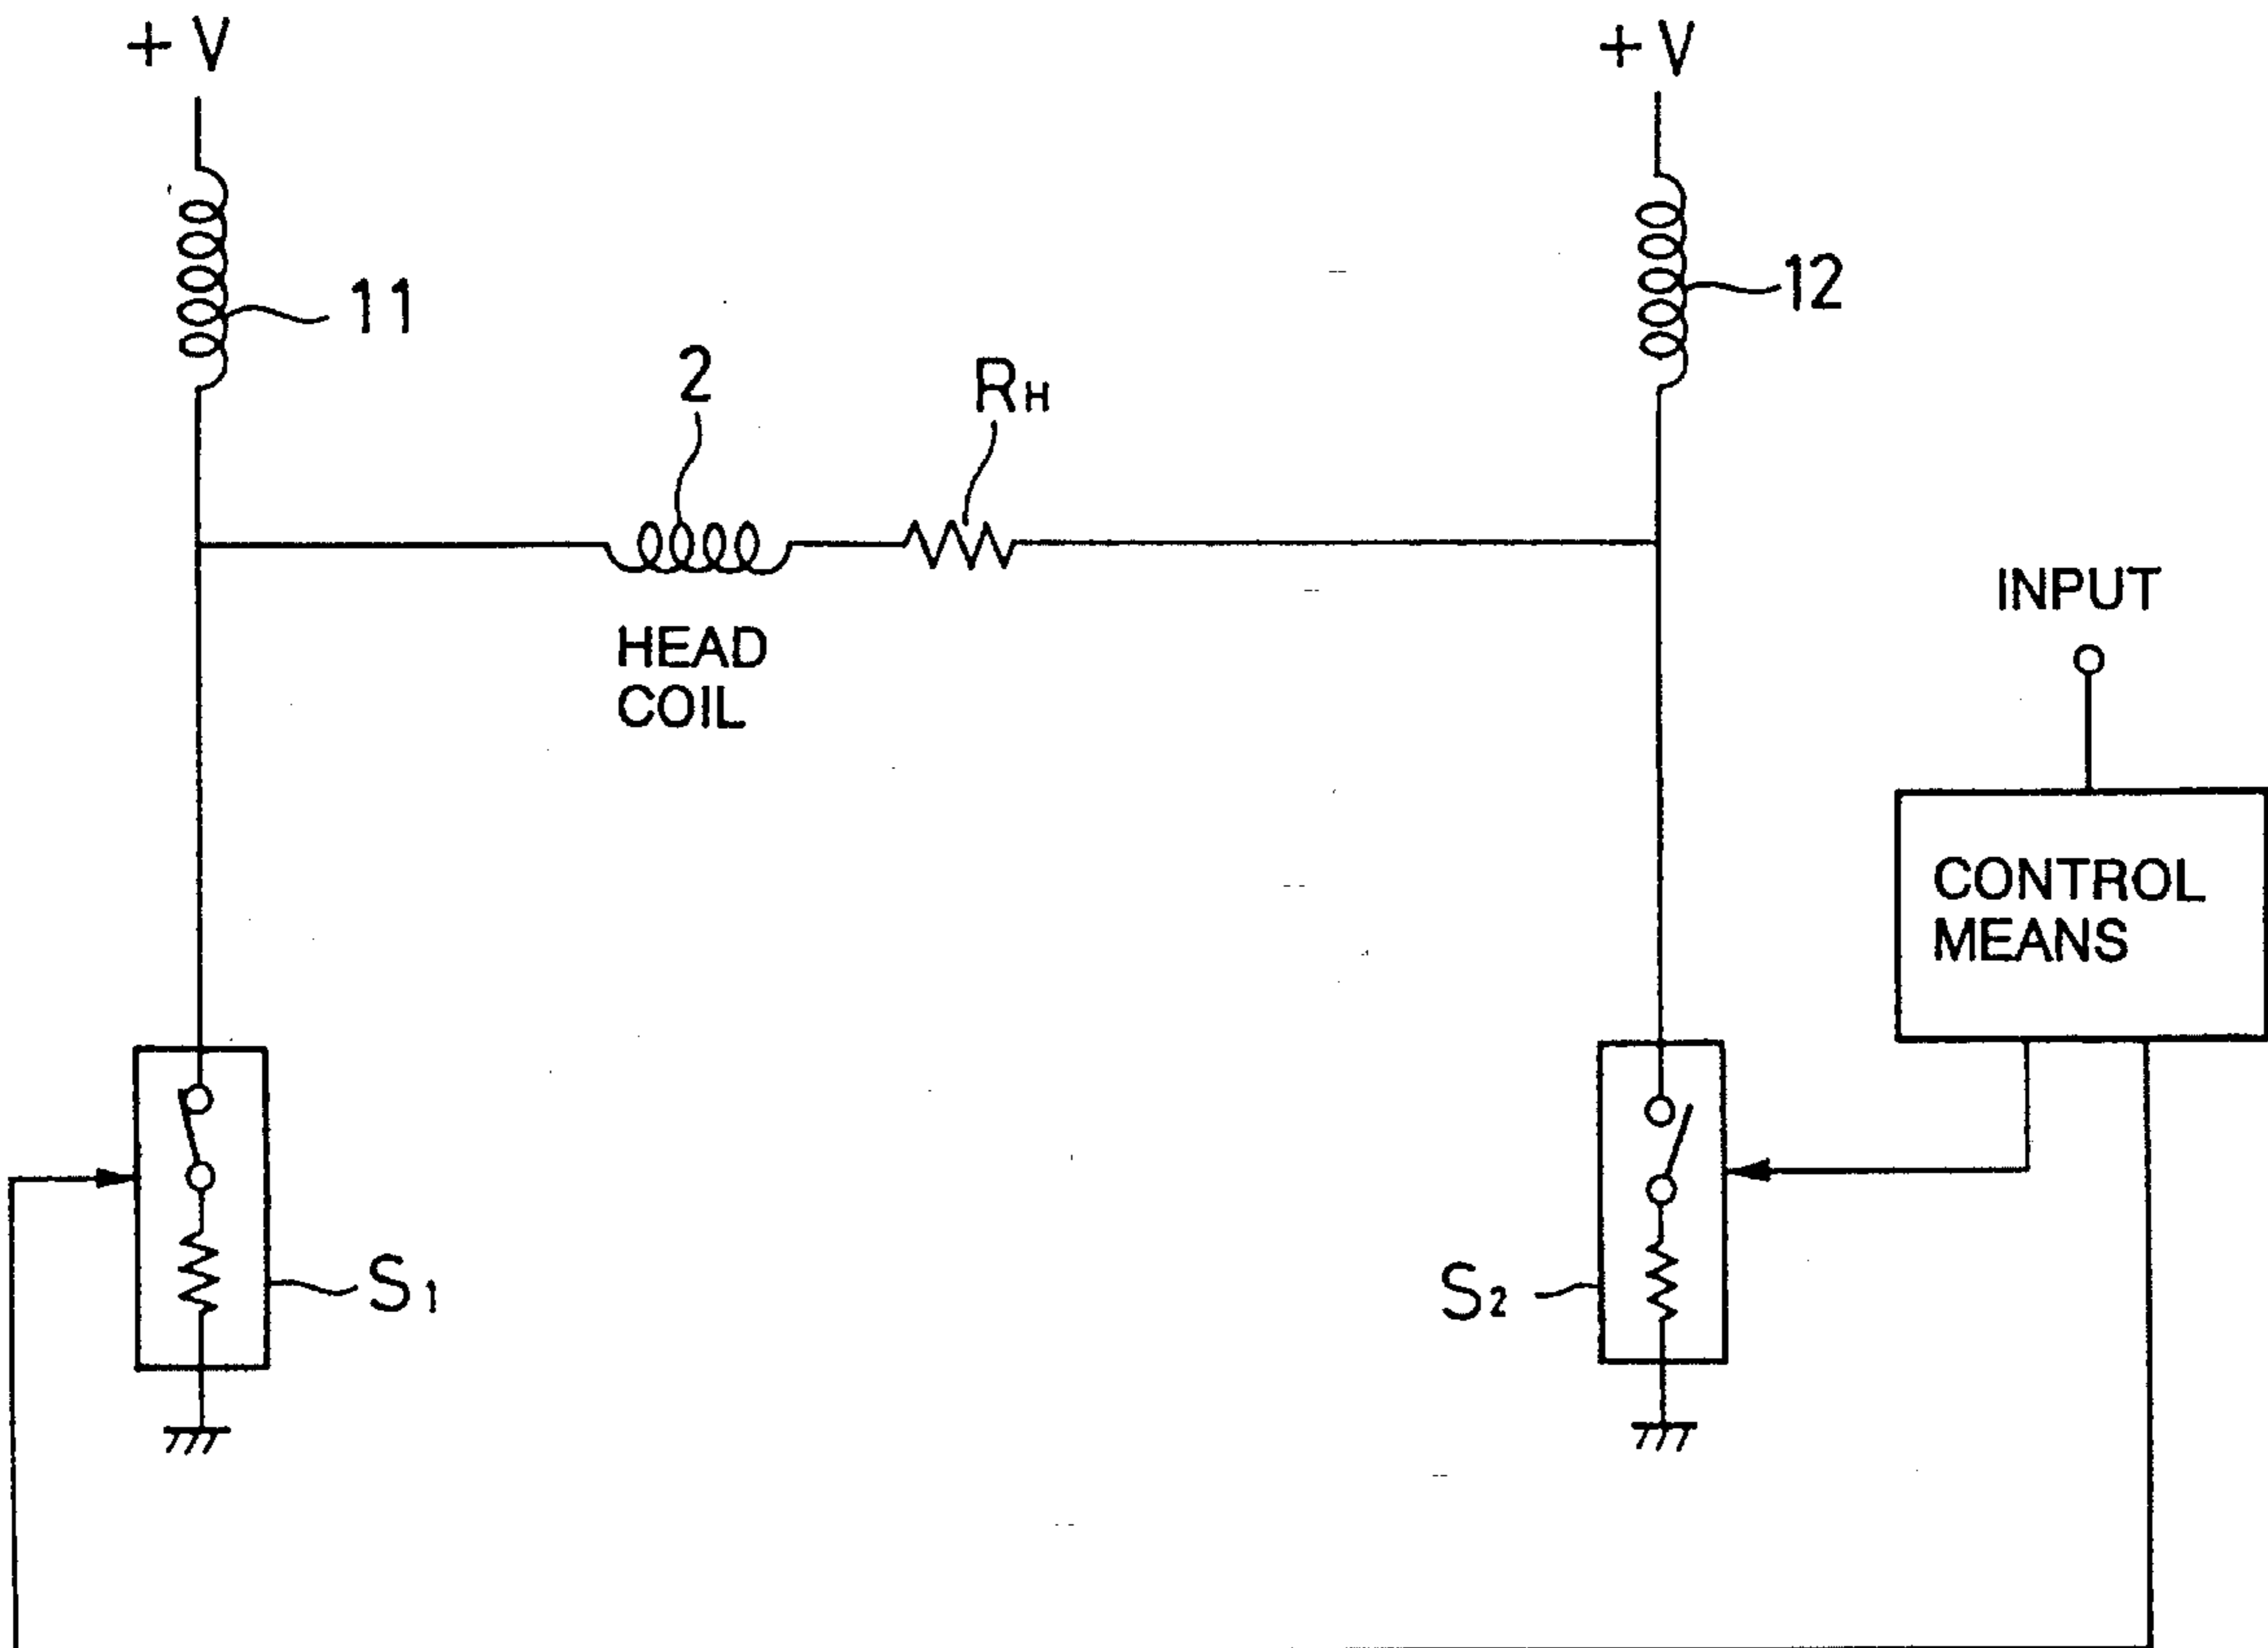 + V
+ V
11
12
2
RH
HEAD
COIL
INPUT
CONTROL
MEANS
S1
S2